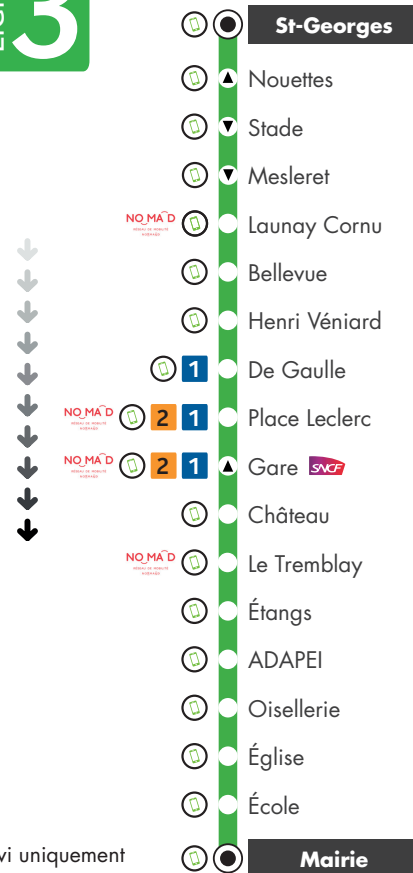 3
St-Georges
Nouettes
Stade
Mesleret
NOMAD Launay Cornu
Bellevue
Henri Véniard
1 De Gaulle
NOMAD 2 1 Place Leclerc
NOMAD 2 1 Gare SNCF
Château
NOMAD Le Tremblay
Étangs
ADAPEI
Oisellerie
Église
École
vi uniquement
Mairie